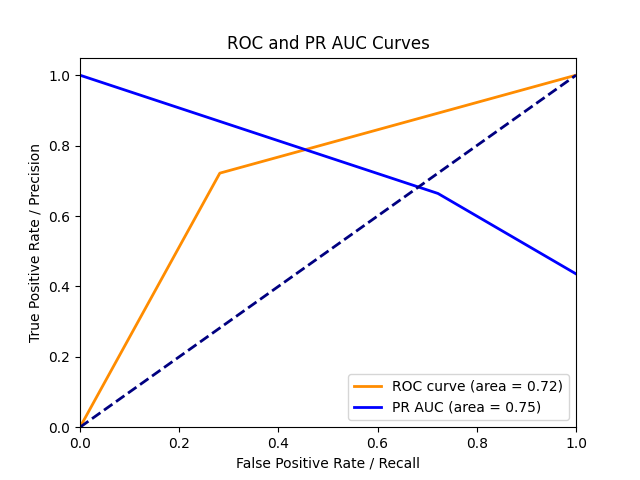 ROC and PR AUC Curves
True Positive Rate / Precision
1.0
0.8
0.6
0.4
0.2
0.0
ROC curve (area = 0.72)
PR AUC (area = 0.75)
0.0 0.2 0.4 0.6 0.8 1.0
False Positive Rate / Recall